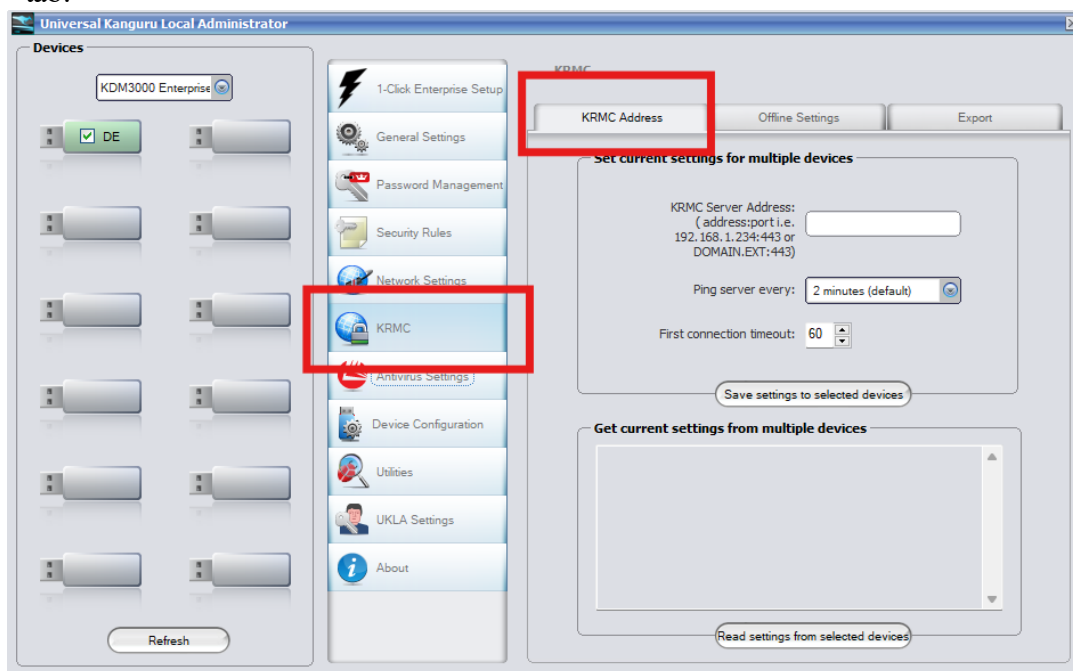 Universal Kanguru Local Administrator
Devices
KDM3000 Enterprise
DE
Refresh
1-Click Enterprise Setup
General Settings
Password Management
Security Rules
Network Settings
KRMC
Antivirus Settings
Device Configuration
Utilities
UKLA Settings
About
KRMC
KRMC Address
Offline Settings
Export
Set current settings for multiple devices
KRMC Server Address:
( address:port i.e.
192.168.1.234:443 or
DOMAIN.EXT:443)
Ping server every:
2 minutes (default)
First connection timeout:
60
Save settings to selected devices
Get current settings from multiple devices
Read settings from selected devices